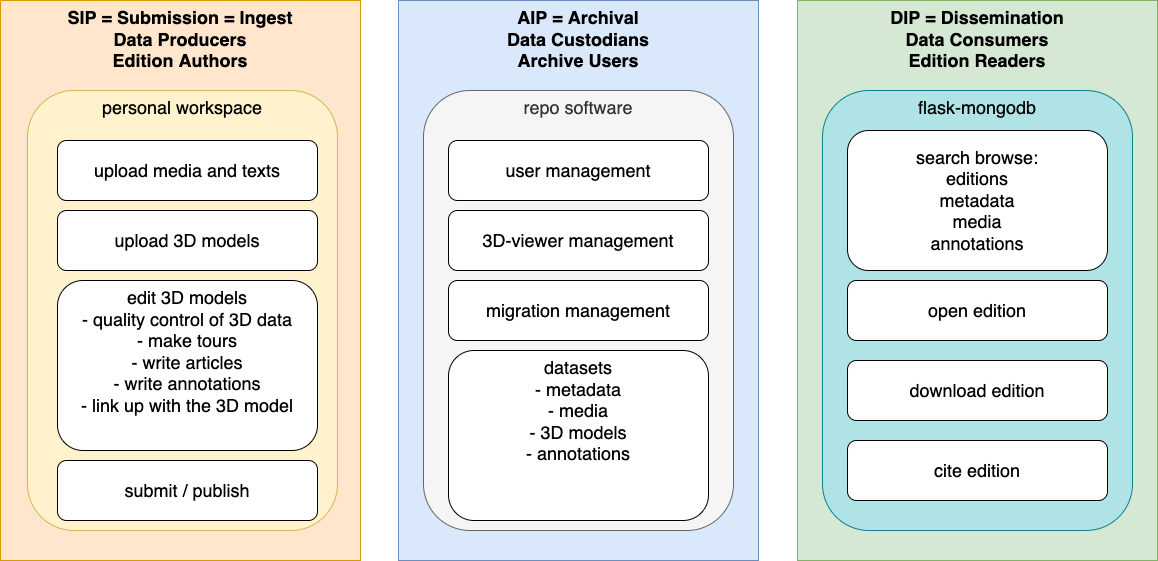 SIP = Submission = Ingest
Data Producers
Edition Authors
personal workspace
upload media and texts
upload 3D models
edit 3D models
- quality control of 3D data
- make tours
- write articles
- write annotations
- link up with the 3D model
submit / publish
AIP = Archival
Data Custodians
Archive Users
repo software
user management
3D-viewer management
migration management
datasets
- metadata
- media
- 3D models
- annotations
DIP = Dissemination
Data Consumers
Edition Readers
flask-mongodb
search browse:
editions
metadata
media
annotations
open edition
download edition
cite edition